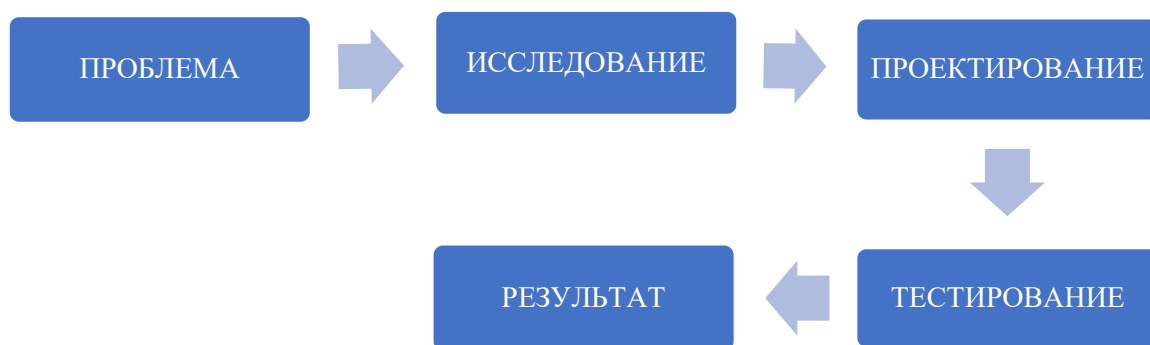 ПРОБЛЕМА
ИССЛЕДОВАНИЕ
ПРОЕКТИРОВАНИЕ
ТЕСТИРОВАНИЕ
РЕЗУЛЬТАТ